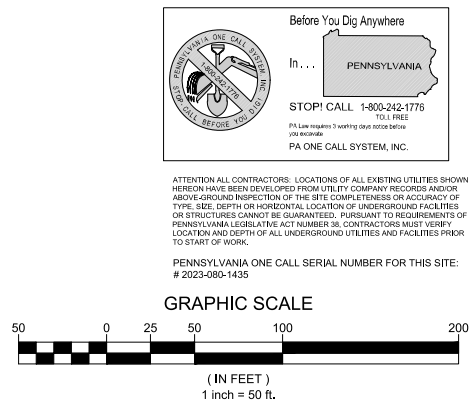 PENNSYLVANIA ONE CALL SYSTEM, INC.
1-800-242-1776
STOP - CALL BEFORE YOU DIG!
Before You Dig Anywhere
In . . .
PENNSYLVANIA
STOP! CALL 1-800-242-1776
TOLL FREE
PA Law requires 3 working days notice before
you excavate
PA ONE CALL SYSTEM, INC.
ATTENTION ALL CONTRACTORS: LOCATIONS OF ALL EXISTING UTILITIES SHOWN
HEREON HAVE BEEN DEVELOPED FROM UTILITY COMPANY RECORDS AND/OR
ABOVE-GROUND INSPECTION OF THE SITE COMPLETENESS OR ACCURACY OF
TYPE, SIZE, DEPTH OR HORIZONTAL LOCATION OF UNDERGROUND FACILITIES
OR STRUCTURES CANNOT BE GUARANTEED. PURSUANT TO REQUIREMENTS OF
PENNSYLVANIA LEGISLATIVE ACT NUMBER 38, CONTRACTORS MUST VERIFY
LOCATION AND DEPTH OF ALL UNDERGROUND UTILITIES AND FACILITIES PRIOR
TO START OF WORK.
PENNSYLVANIA ONE CALL SERIAL NUMBER FOR THIS SITE:
# 2023-080-1435
GRAPHIC SCALE
50 0 25 50 100 200
( IN FEET )
1 inch = 50 ft.